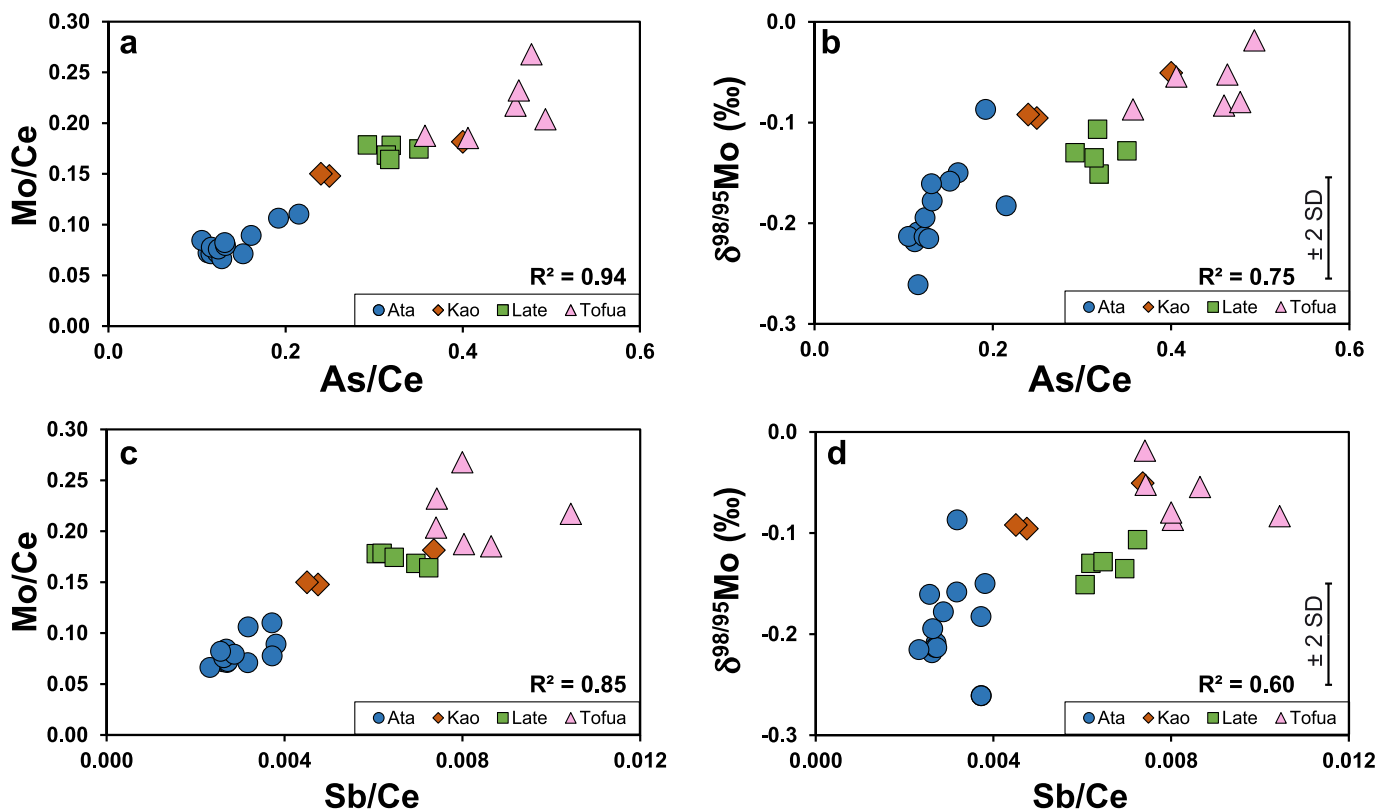 a
Mo/Ce
0.30
0.25
0.20
0.15
0.10
0.05
0.00
R² = 0.94
Ata Kao Late Tofua
0.0 0.2 0.4 0.6
As/Ce
b
δ⁹⁸/⁹⁵Mo (‰)
0.0
-0.1
-0.2
-0.3
± 2 SD
R² = 0.75
Ata Kao Late Tofua
0.0 0.2 0.4 0.6
As/Ce
c
Mo/Ce
0.30
0.25
0.20
0.15
0.10
0.05
0.00
R² = 0.85
Ata Kao Late Tofua
0.000 0.004 0.008 0.012
Sb/Ce
d
δ⁹⁸/⁹⁵Mo (‰)
0.0
-0.1
-0.2
-0.3
± 2 SD
R² = 0.60
Ata Kao Late Tofua
0.000 0.004 0.008 0.012
Sb/Ce